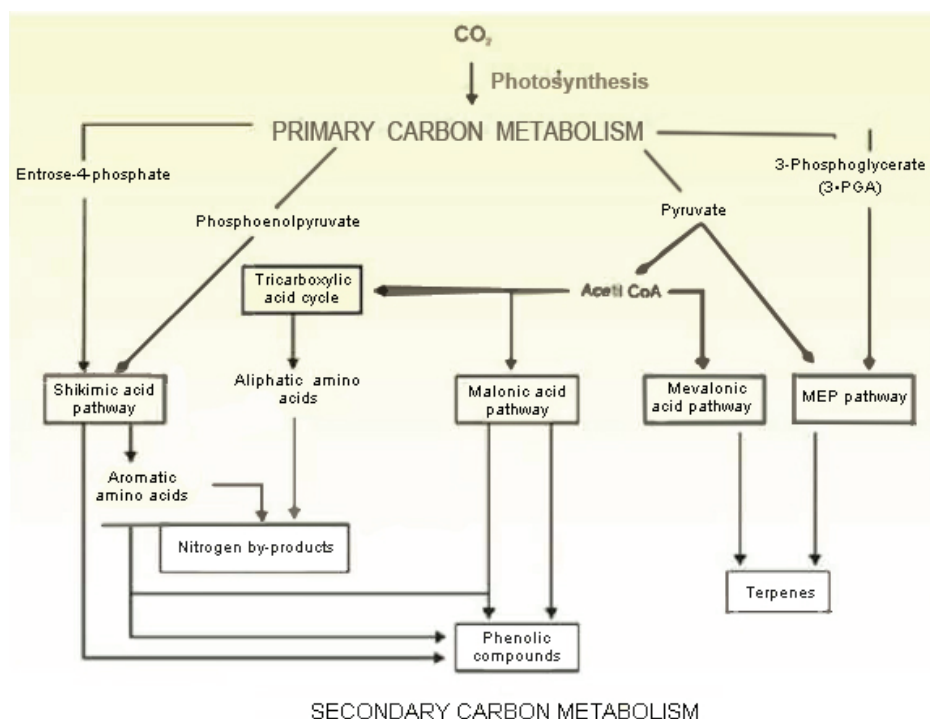 CO₂
Photosynthesis
PRIMARY CARBON METABOLISM
Entrose-4-phosphate
3-Phosphoglycerate
(3•PGA)
Phosphoenolpyruvate
Pyruvate
Tricarboxylic
acid cycle
Acetil CoA
Shikimic acid
pathway
Aliphatic amino
acids
Malonic acid
pathway
Mevalonic
acid pathway
MEP pathway
Aromatic
amino acids
Nitrogen by-products
Terpenes
Phenolic
compounds
SECONDARY CARBON METABOLISM